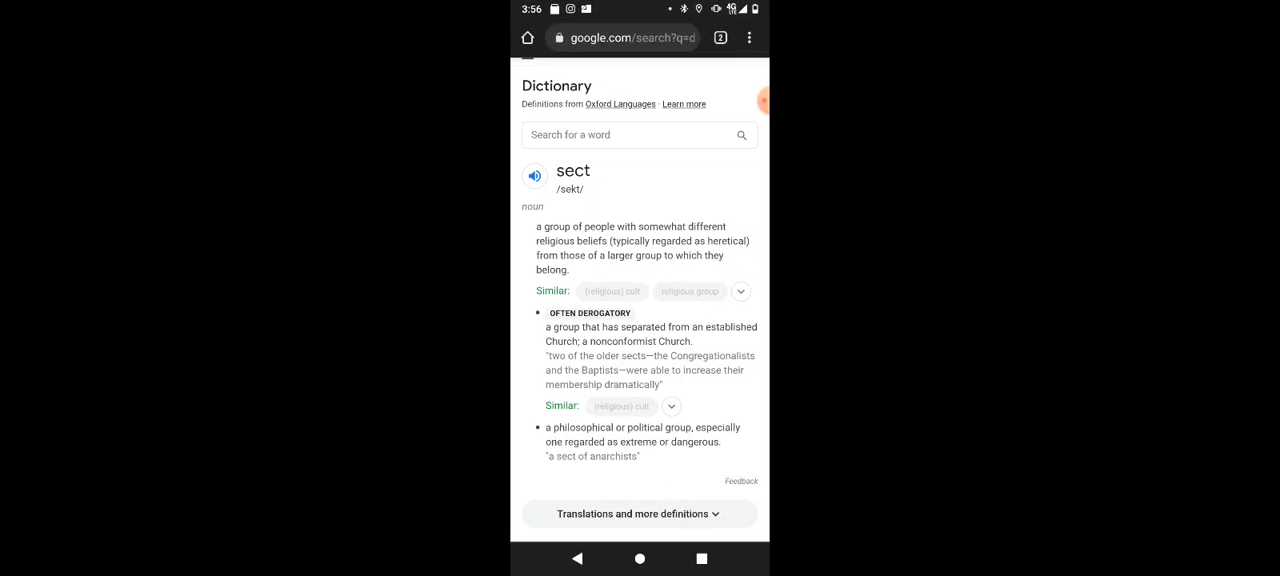 3:56
4G
LTE
google.com/search?q=d
2
Dictionary
Definitions from Oxford Languages · Learn more
Search for a word
sect
/sekt/
noun
a group of people with somewhat different
religious beliefs (typically regarded as heretical)
from those of a larger group to which they
belong.
Similar: (religious) cult religious group
• OFTEN DEROGATORY
a group that has separated from an established
Church; a nonconformist Church.
"two of the older sects—the Congregationalists
and the Baptists—were able to increase their
membership dramatically"
Similar: (religious) cult
• a philosophical or political group, especially
one regarded as extreme or dangerous.
"a sect of anarchists"
Feedback
Translations and more definitions